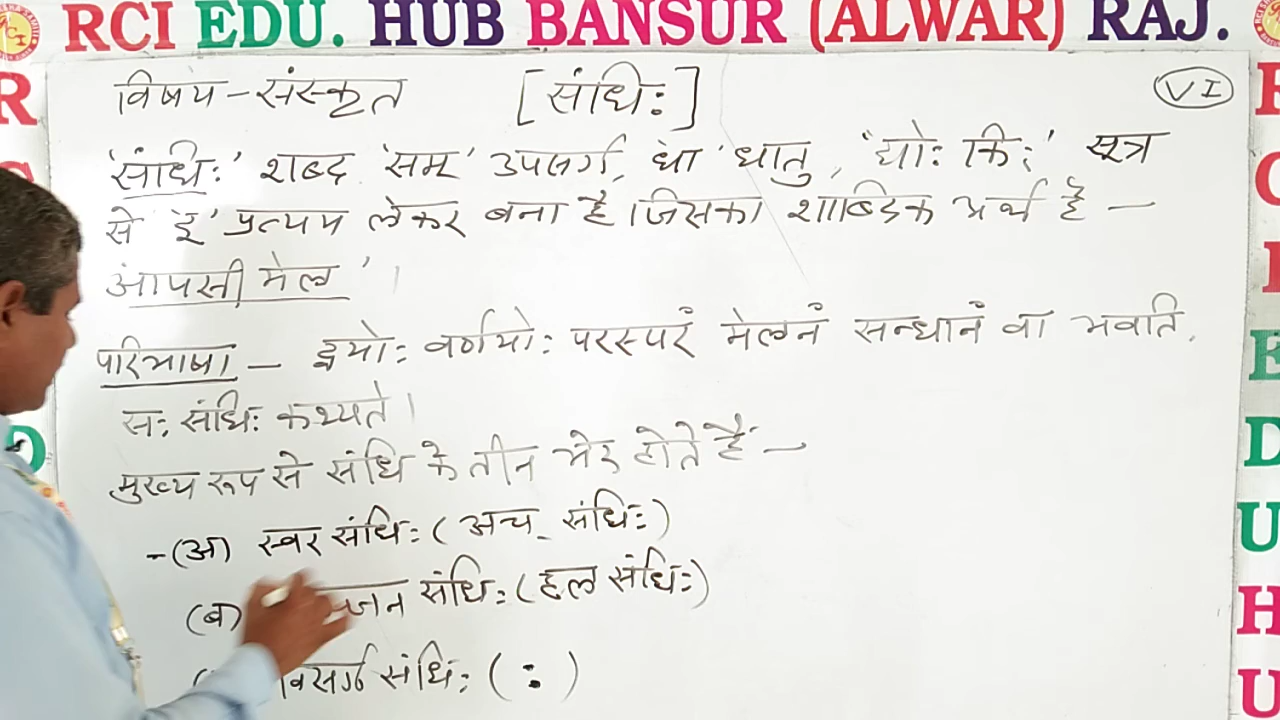 RCI EDU. HUB BANSUR (ALWAR) RAJ.
विषय - संस्कृत [संधिः] VI
'संधिः' शब्द 'सम' उपसर्ग, 'धा' धातु, 'धोः किः' सूत्र
से 'इ' प्रत्यय लेकर बना है। जिसका शाब्दिक अर्थ है -
आपसी मेल'।
परिभाषा - द्वयोः वर्णयोः परस्परं मेलनं सन्धानं वा भवति,
सः संधिः कथ्यते।
मुख्य रूप से संधि के तीन भेद होते हैं -
-(अ) स्वर संधिः (अच् संधिः)
(ब) जन संधिः (हल संधिः)
विसर्ग संधिः ( : )
R
D
R
C
I
E
D
U
H
U